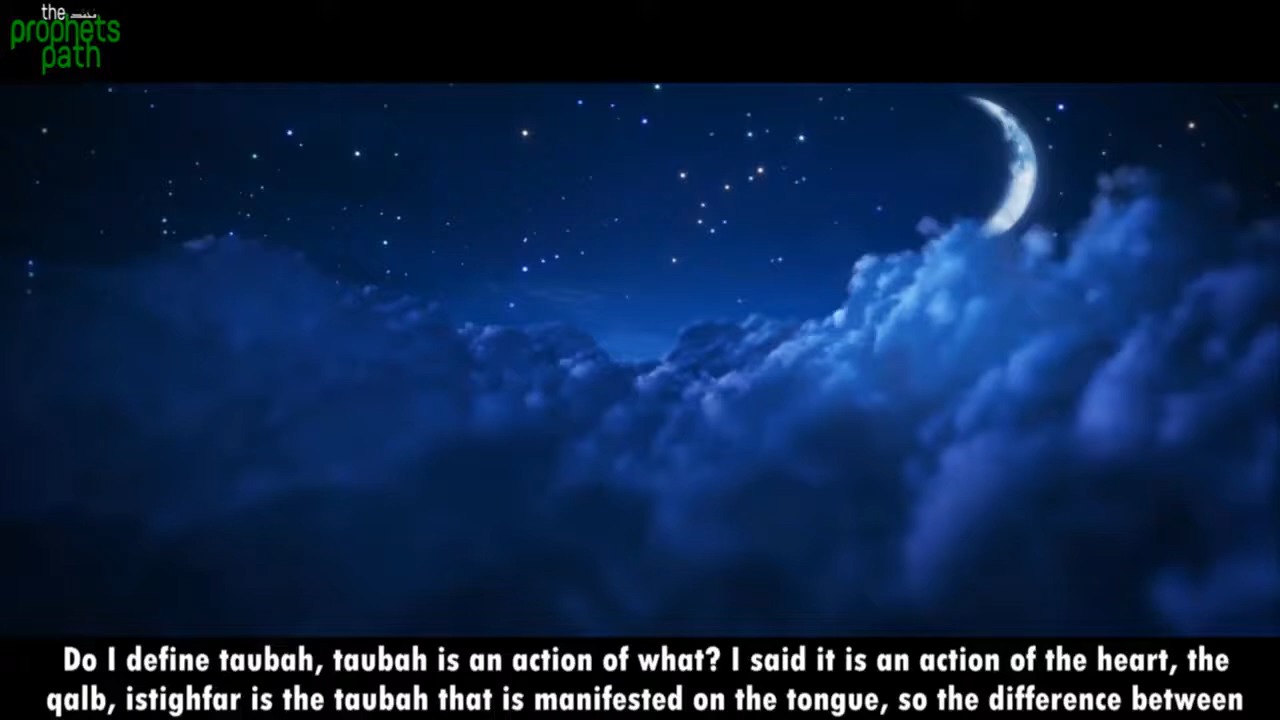 the
prophets
path
Do I define taubah, taubah is an action of what? I said it is an action of the heart, the
qalb, istighfar is the taubah that is manifested on the tongue, so the difference between